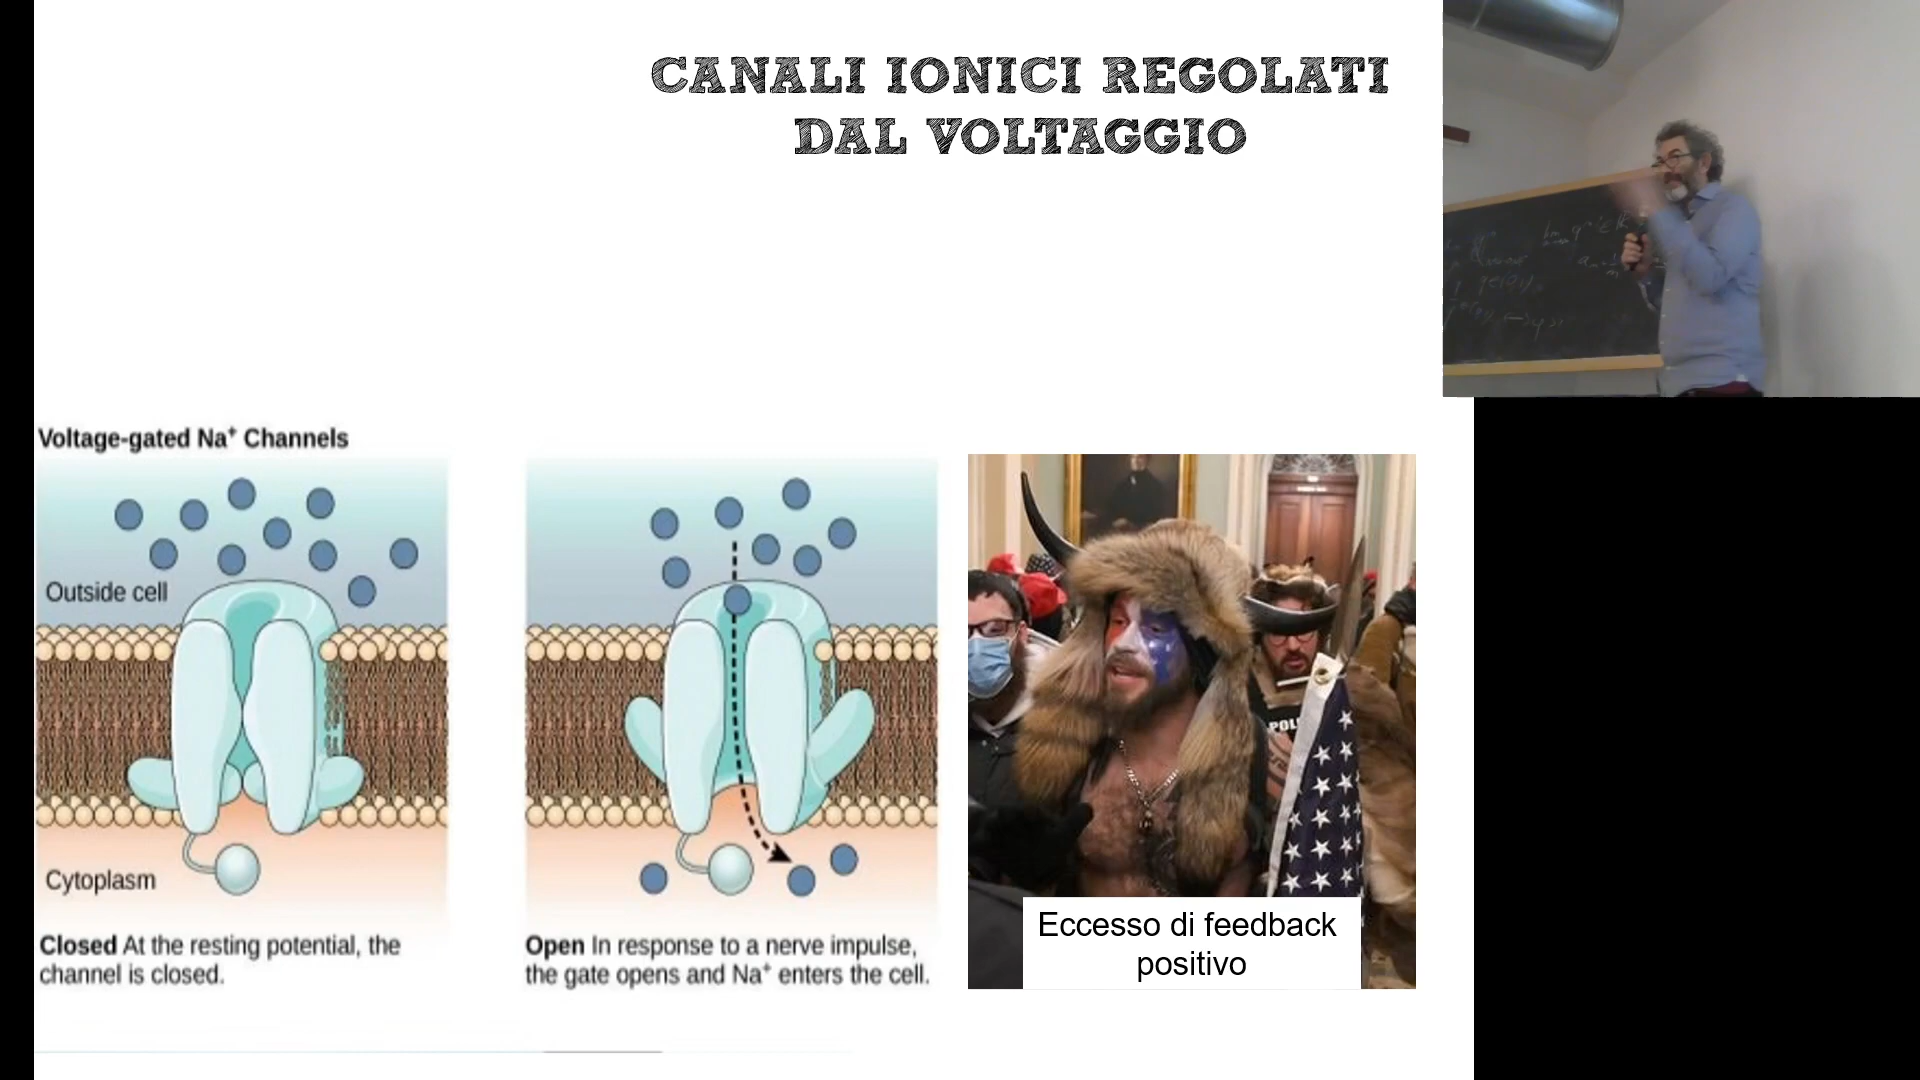 CANALI IONICI REGOLATI
DAL VOLTAGGIO
Voltage-gated Na⁺ Channels
Outside cell
Cytoplasm
Closed At the resting potential, the
channel is closed.
Open In response to a nerve impulse,
the gate opens and Na⁺ enters the cell.
POLI
Eccesso di feedback
positivo